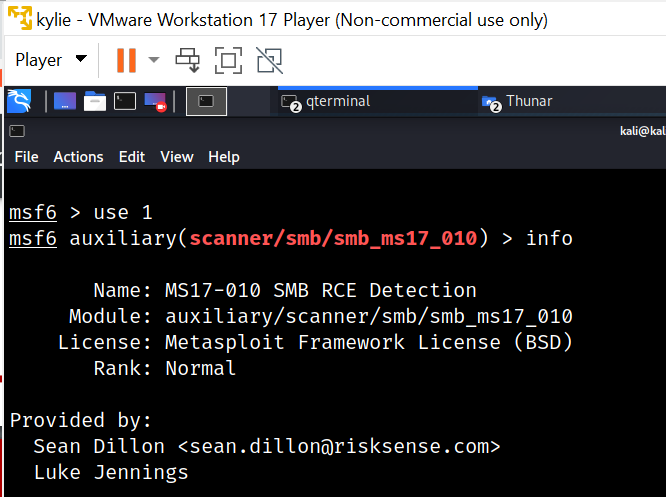 kylie - VMware Workstation 17 Player (Non-commercial use only)
Player
2 qterminal
2 Thunar
kali@kal
File Actions Edit View Help
msf6 > use 1
msf6 auxiliary(scanner/smb/smb_ms17_010) > info
Name: MS17-010 SMB RCE Detection
Module: auxiliary/scanner/smb/smb_ms17_010
License: Metasploit Framework License (BSD)
Rank: Normal
Provided by:
Sean Dillon <sean.dillon@risksense.com>
Luke Jennings